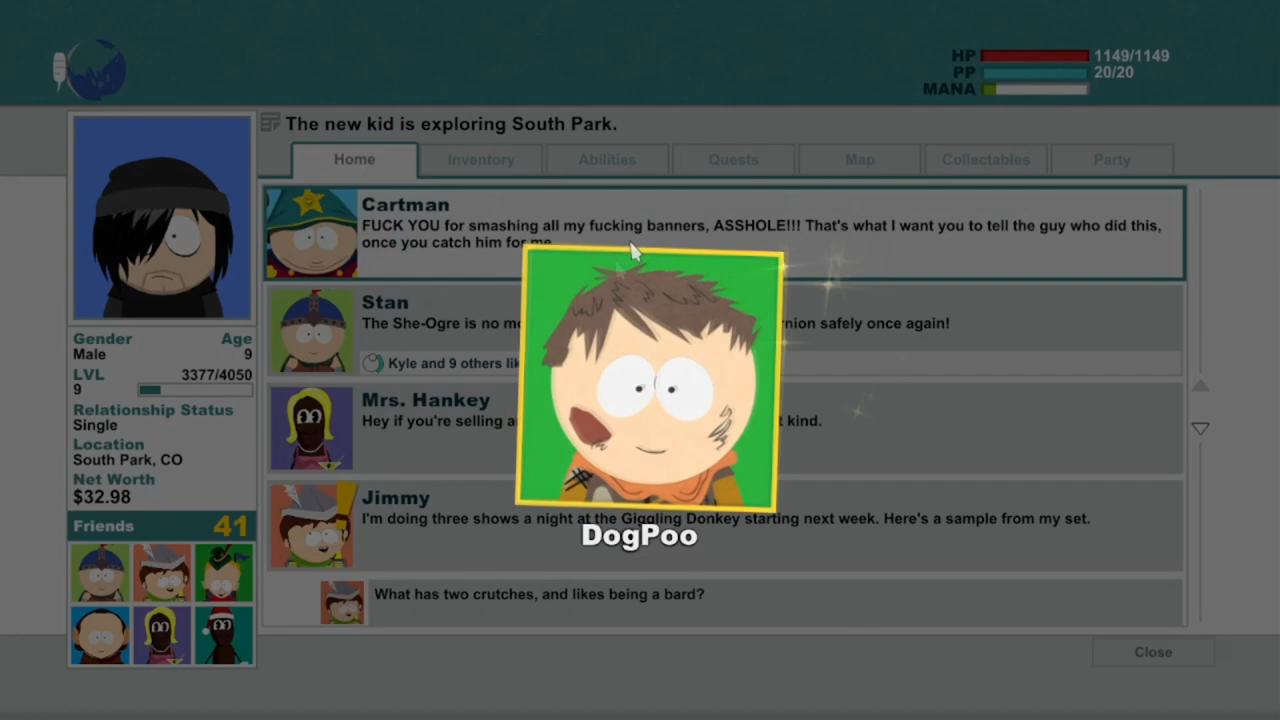 HP 1149/1149
PP 20/20
MANA
The new kid is exploring South Park.
Home Inventory Abilities Quests Map Collectables Party
Cartman
FUCK YOU for smashing all my fucking banners, ASSHOLE!!! That's what I want you to tell the guy who did this,
once you catch him for me.
Stan
The She-Ogre is no safely once again!
Kyle and 9 others
Mrs. Hankey
Hey if you're selling kind.
Jimmy
I'm doing three shows a night at the Giggling Donkey starting next week. Here's a sample from my set.
What has two crutches, and likes being a bard?
DogPoo
Gender Age
Male 9
LVL 3377/4050
9
Relationship Status
Single
Location
South Park, CO
Net Worth
$32.98
Friends 41
Close